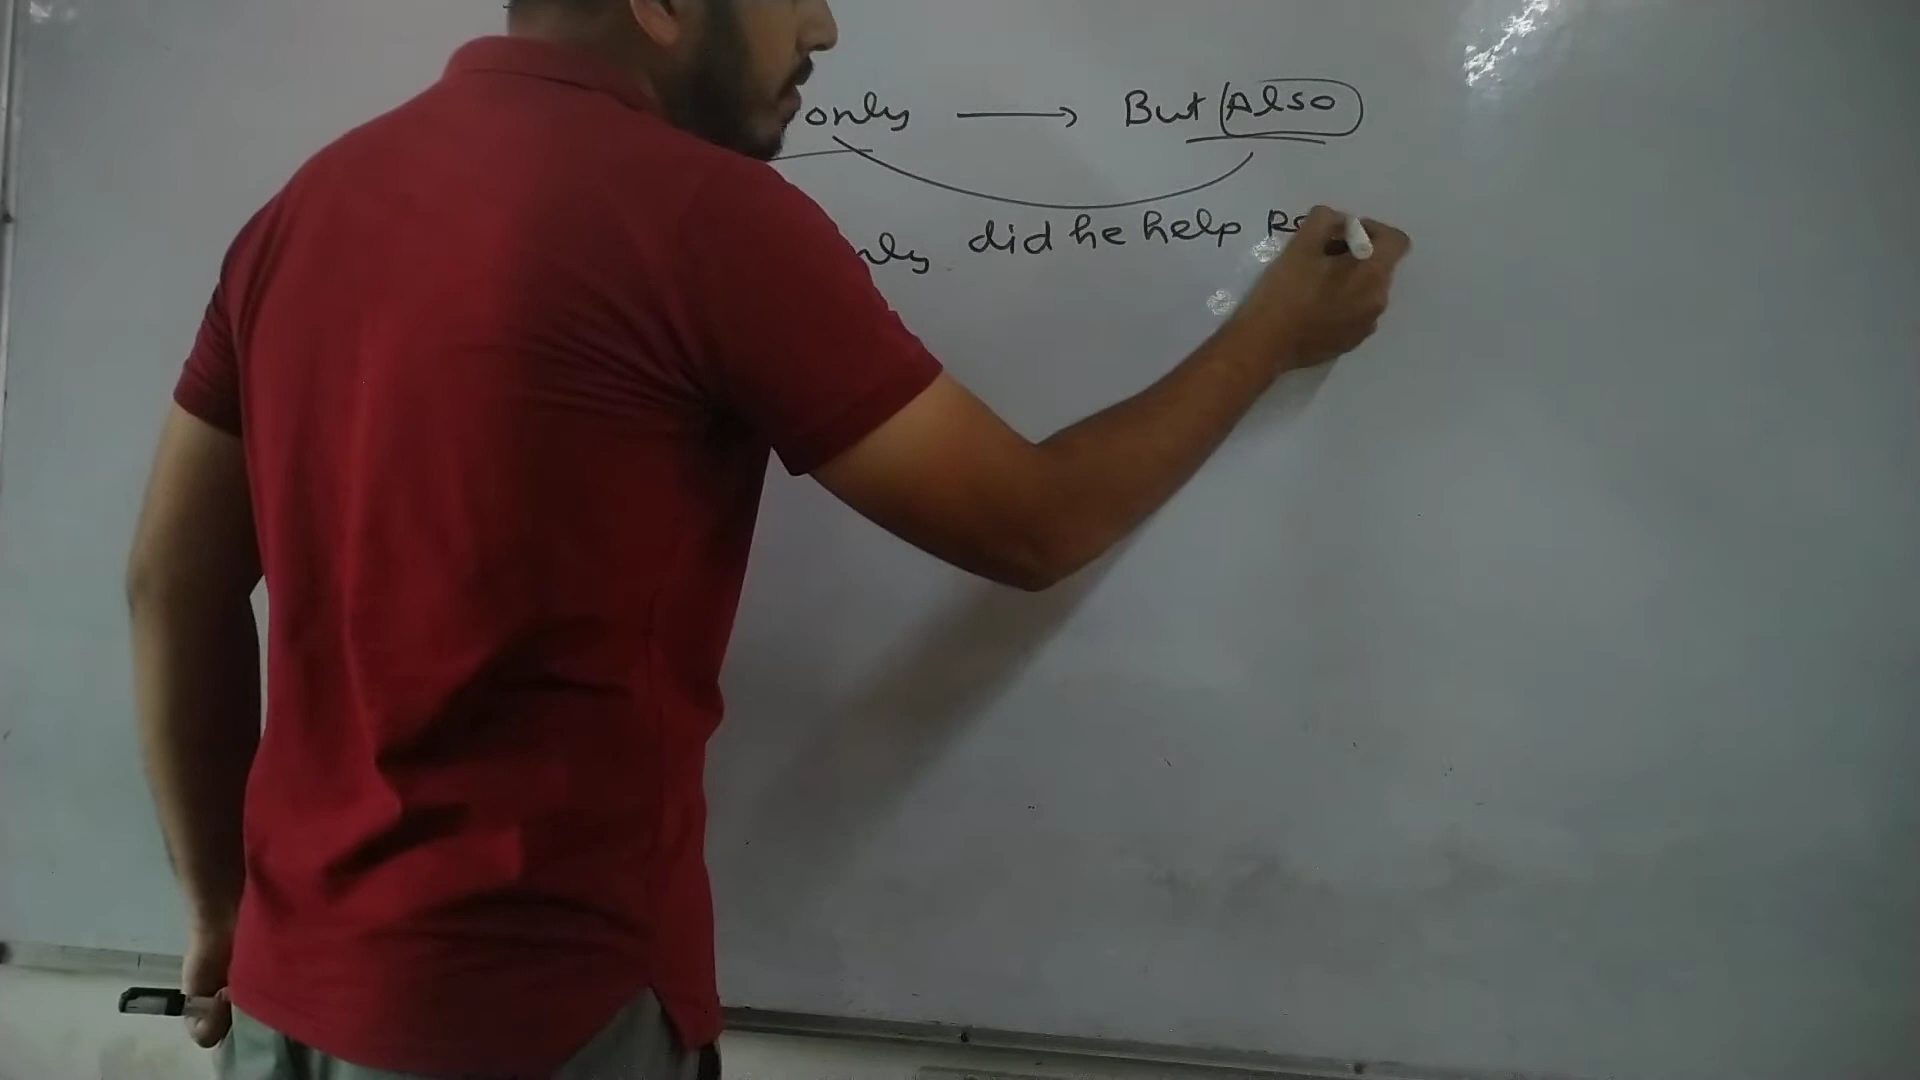 only → But Also
did he help